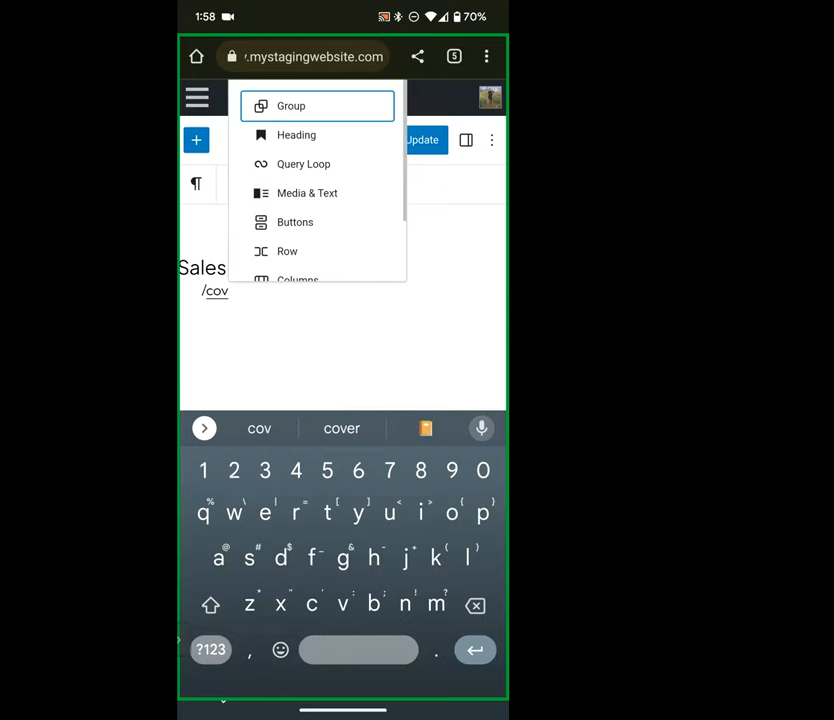 1:58
70%
.mystagingwebsite.com
5
Group
Update
Heading
Query Loop
Media & Text
Buttons
Row
Columns
Sales
/cov
cov cover
1 2 3 4 5 6 7 8 9 0
% \ | = [ ] < > { }
q w e r t y u i o p
@ # $ _ & - + ( )
a s d f g h j k l
* " ' : ; ! ?
z x c v b n m
?123 , .